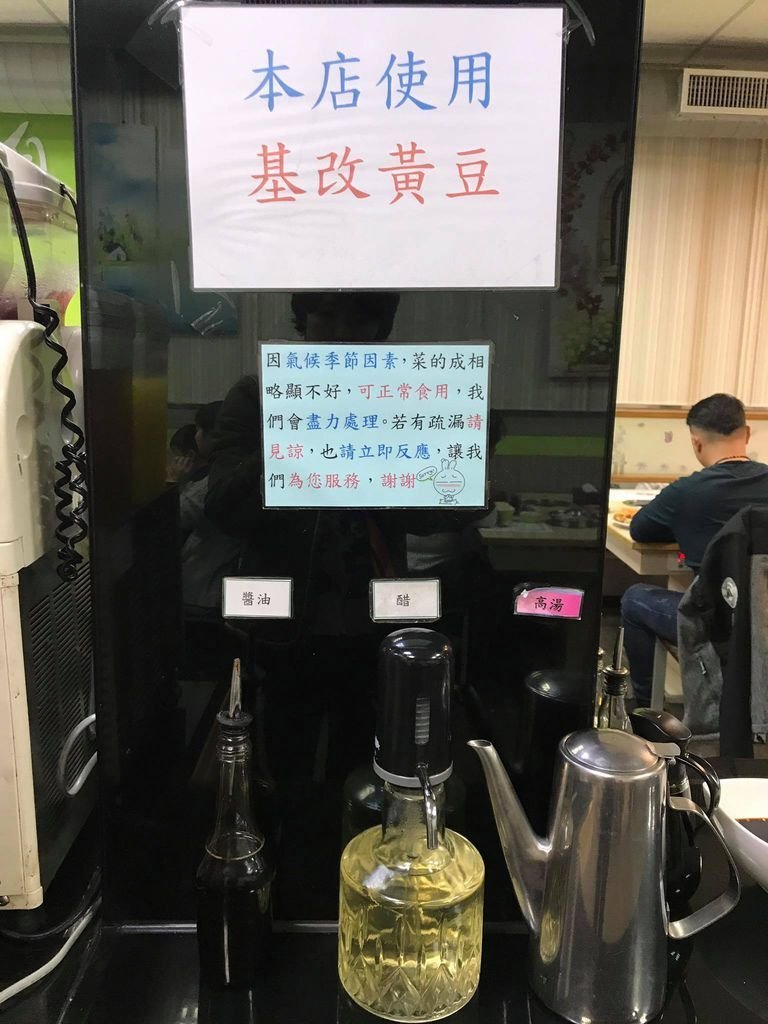 本店使用
基改黃豆
因氣候季節因素，菜的成相
略顯不好，可正常食用，我
們會盡力處理。若有疏漏請
見諒，也請立即反應，讓我
們為您服務，謝謝
醬油
醋
高湯